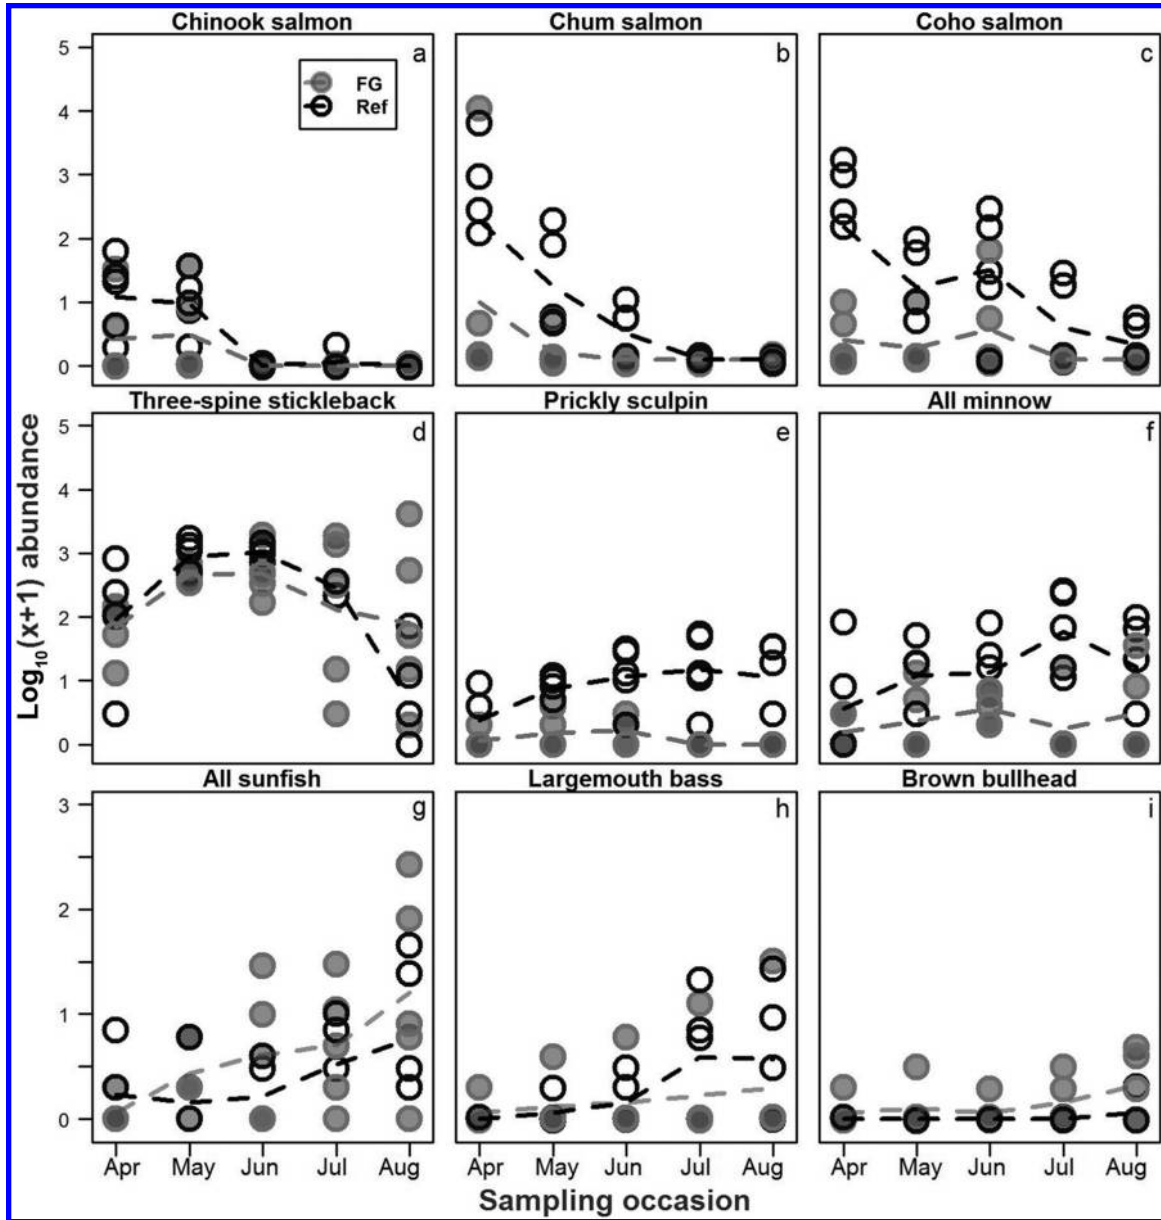 Chinook salmon Chum salmon Coho salmon
a b c
FG
Ref
5
4
3
2
1
0
Three-spine stickleback Prickly sculpin All minnow
d e f
5
4
3
2
1
0
Log10(x+1) abundance
All sunfish Largemouth bass Brown bullhead
g h i
3
2
1
0
Apr May Jun Jul Aug Apr May Jun Jul Aug Apr May Jun Jul Aug
Sampling occasion